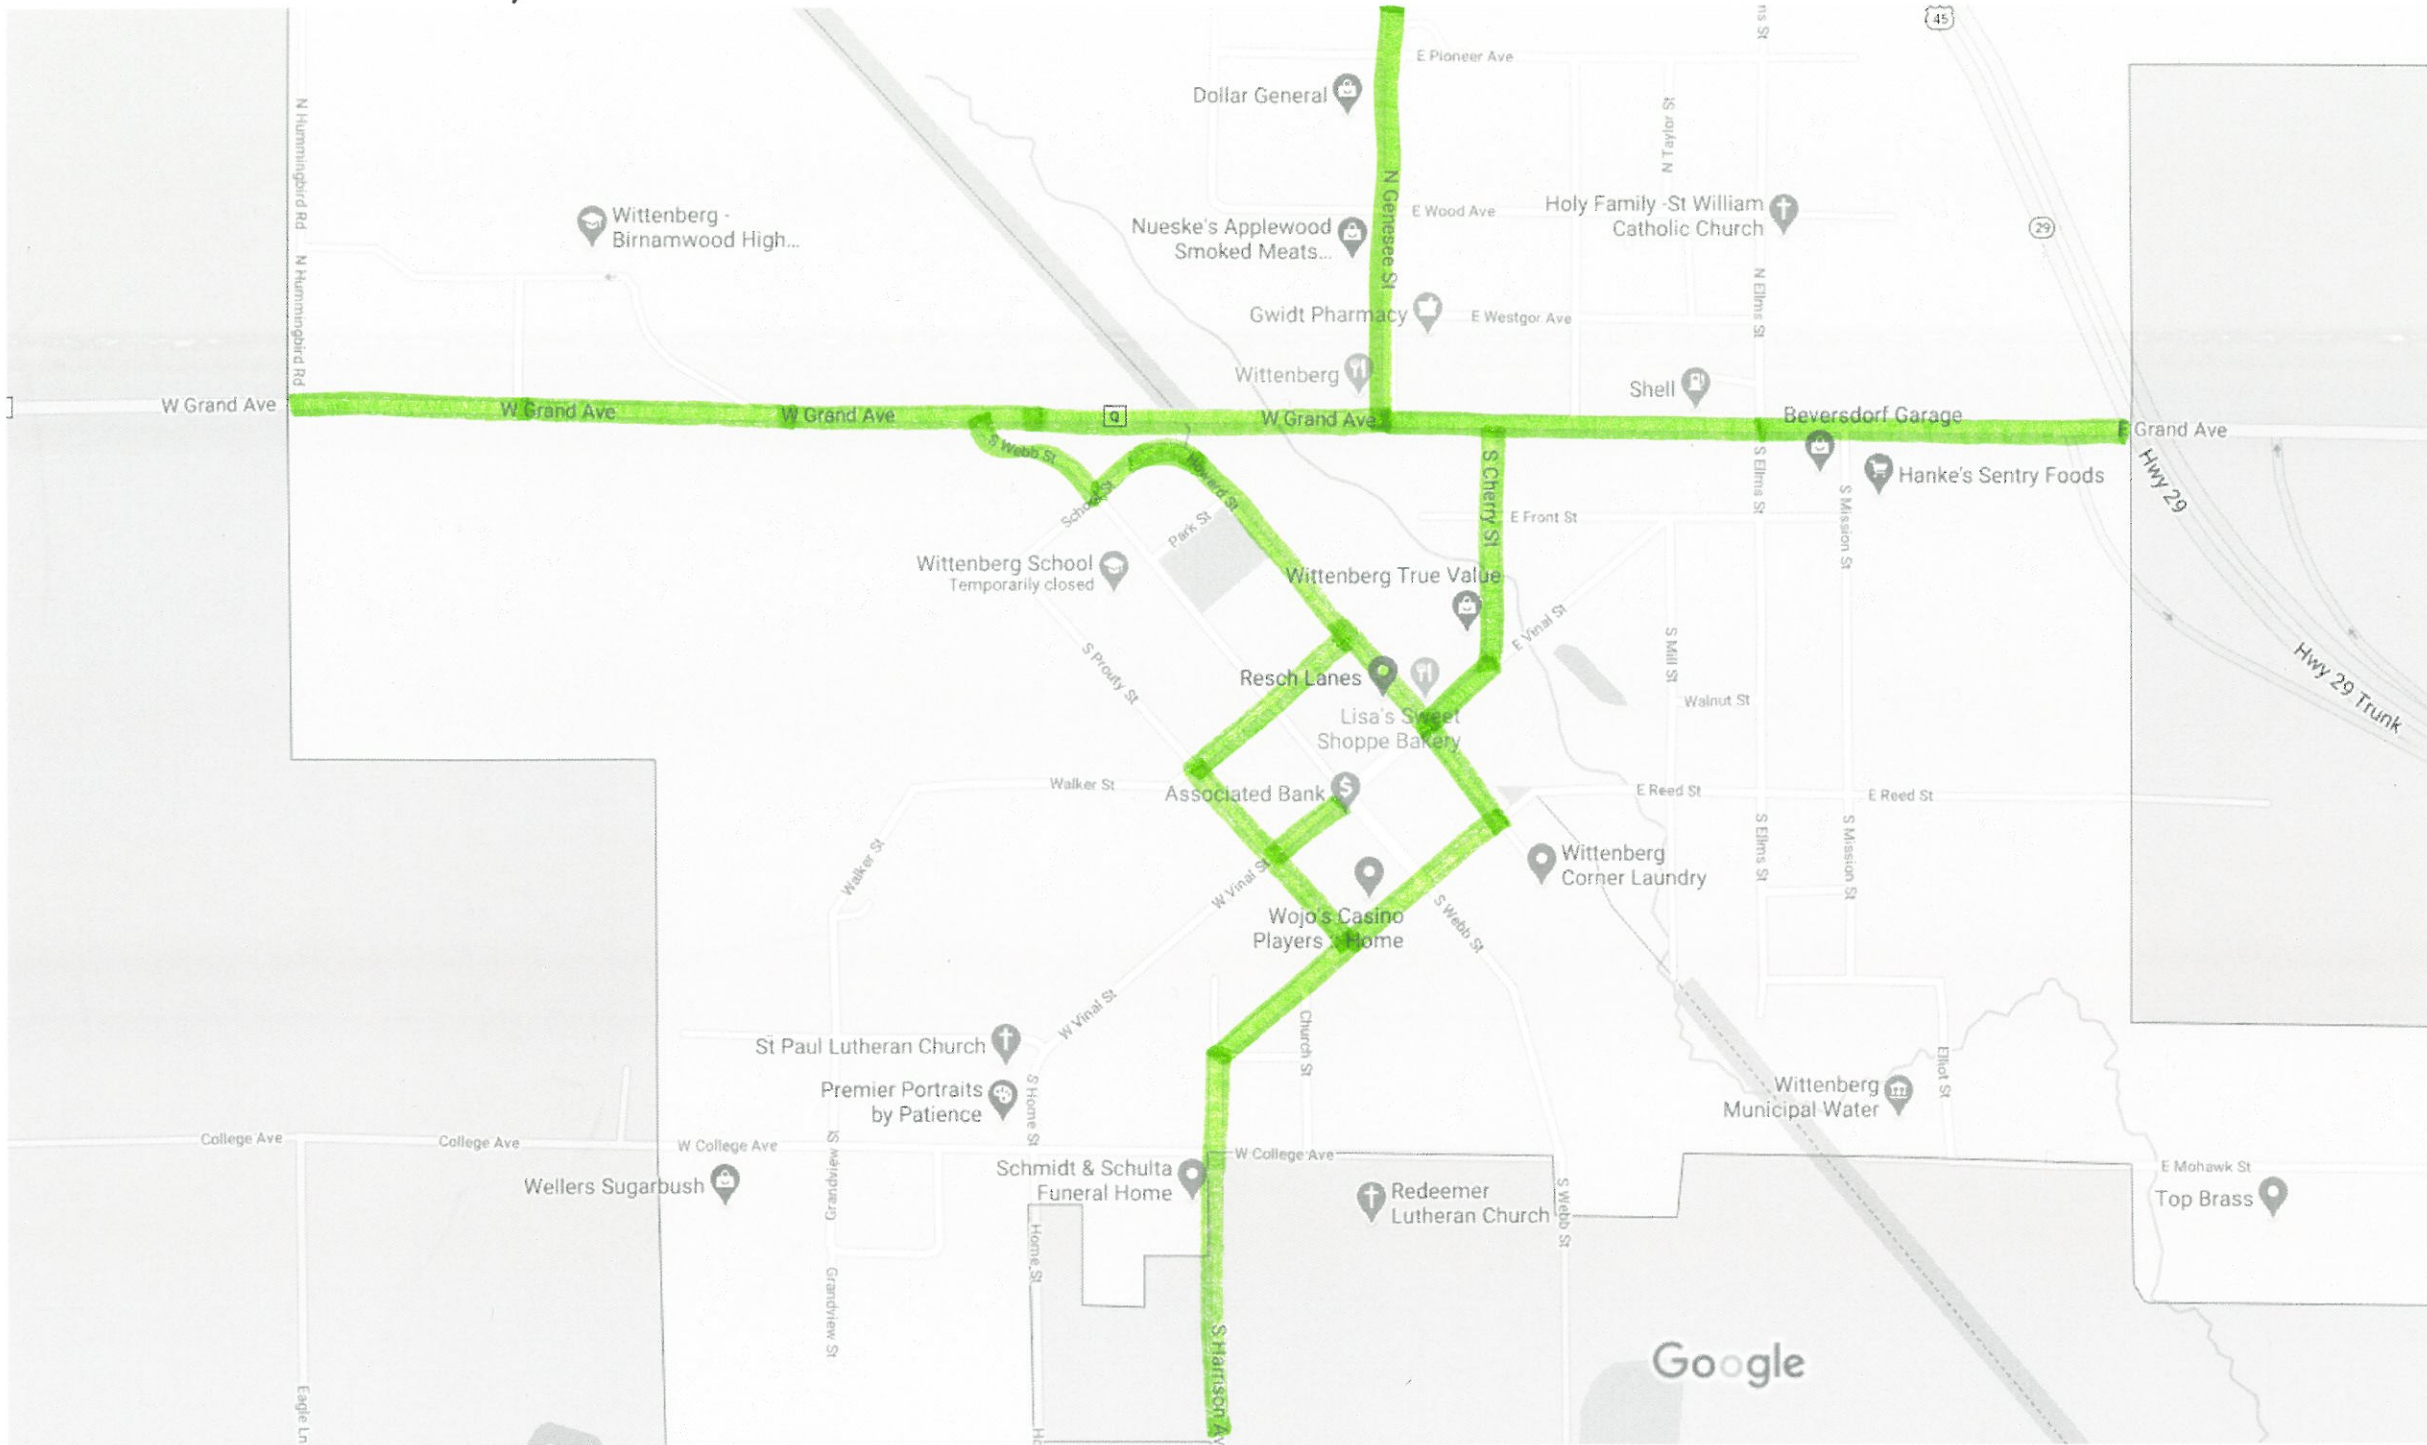 45
E Pioneer Ave
Dollar General
N Hummingbird Rd
N Taylor St
N Genesee St
Wittenberg -
Birnamwood High...
E Wood Ave
Holy Family -St William
Catholic Church
Nueske's Applewood
Smoked Meats...
29
N Hummingbird Rd
N Ellms St
Gwidt Pharmacy
E Westgor Ave
Wittenberg
Shell
W Grand Ave
W Grand Ave
W Grand Ave
Q
W Grand Ave
Beversdorf Garage
E Grand Ave
S Webb St
Howard St
S Cherry St
S Ellms St
Hanke's Sentry Foods
Hwy 29
School St
Park St
E Front St
S Mission St
Wittenberg School
Temporarily closed
Wittenberg True Value
E Vinal St
S Prouty St
S Mill St
Hwy 29 Trunk
Resch Lanes
Walnut St
Lisa's Sweet
Shoppe Bakery
Walker St
Associated Bank
$
E Reed St
E Reed St
Walker St
W Vinal St
Wittenberg
Corner Laundry
S Ellms St
S Mission St
Wojo's Casino
Players :: Home
S Webb St
W Vinal St
Church St
St Paul Lutheran Church
Premier Portraits
by Patience
S Home St
Elliot St
Wittenberg
Municipal Water
College Ave
College Ave
W College Ave
W College Ave
E Mohawk St
S Grandview St
Schmidt & Schulta
Funeral Home
Wellers Sugarbush
Redeemer
Lutheran Church
S Webb St
Top Brass
Home St
Grandview St
S Harrison Av
Google
Eagle Ln